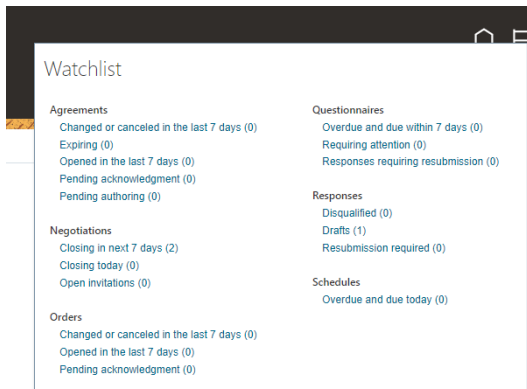 Watchlist
Agreements
Changed or canceled in the last 7 days (0)
Expiring (0)
Opened in the last 7 days (0)
Pending acknowledgment (0)
Pending authoring (0)
Negotiations
Closing in next 7 days (2)
Closing today (0)
Open invitations (0)
Orders
Changed or canceled in the last 7 days (0)
Opened in the last 7 days (0)
Pending acknowledgment (0)
Questionnaires
Overdue and due within 7 days (0)
Requiring attention (0)
Responses requiring resubmission (0)
Responses
Disqualified (0)
Drafts (1)
Resubmission required (0)
Schedules
Overdue and due today (0)